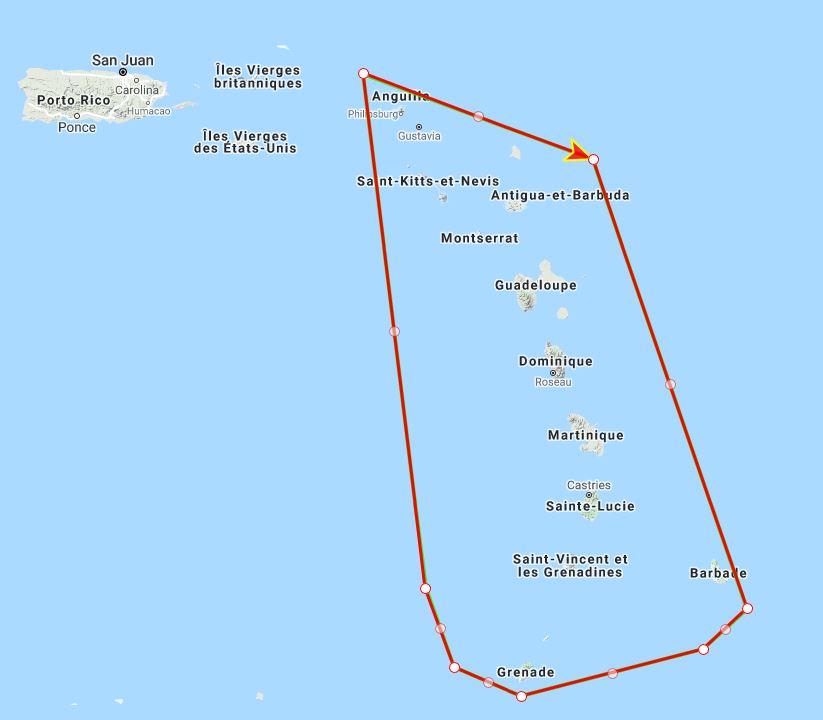 San Juan
Carolina
Porto Rico
Humacao
Ponce
Îles Vierges
britanniques
Îles Vierges
des États-Unis
Anguilla
Philipsburg
Gustavia
Saint-Kitts-et-Nevis
Antigua-et-Barbuda
Montserrat
Guadeloupe
Dominique
Roseau
Martinique
Castries
Sainte-Lucie
Saint-Vincent et
les Grenadines
Barbade
Grenade